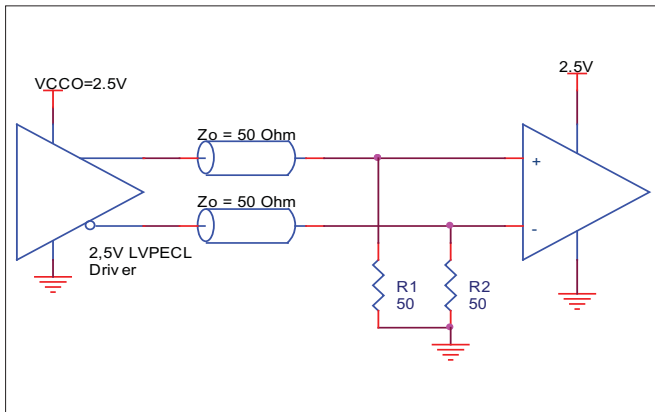 VCCO=2.5V
2.5V
Zo = 50 Ohm
+
Zo = 50 Ohm
-
2,5V LVPECL
Driver
R1
50
R2
50